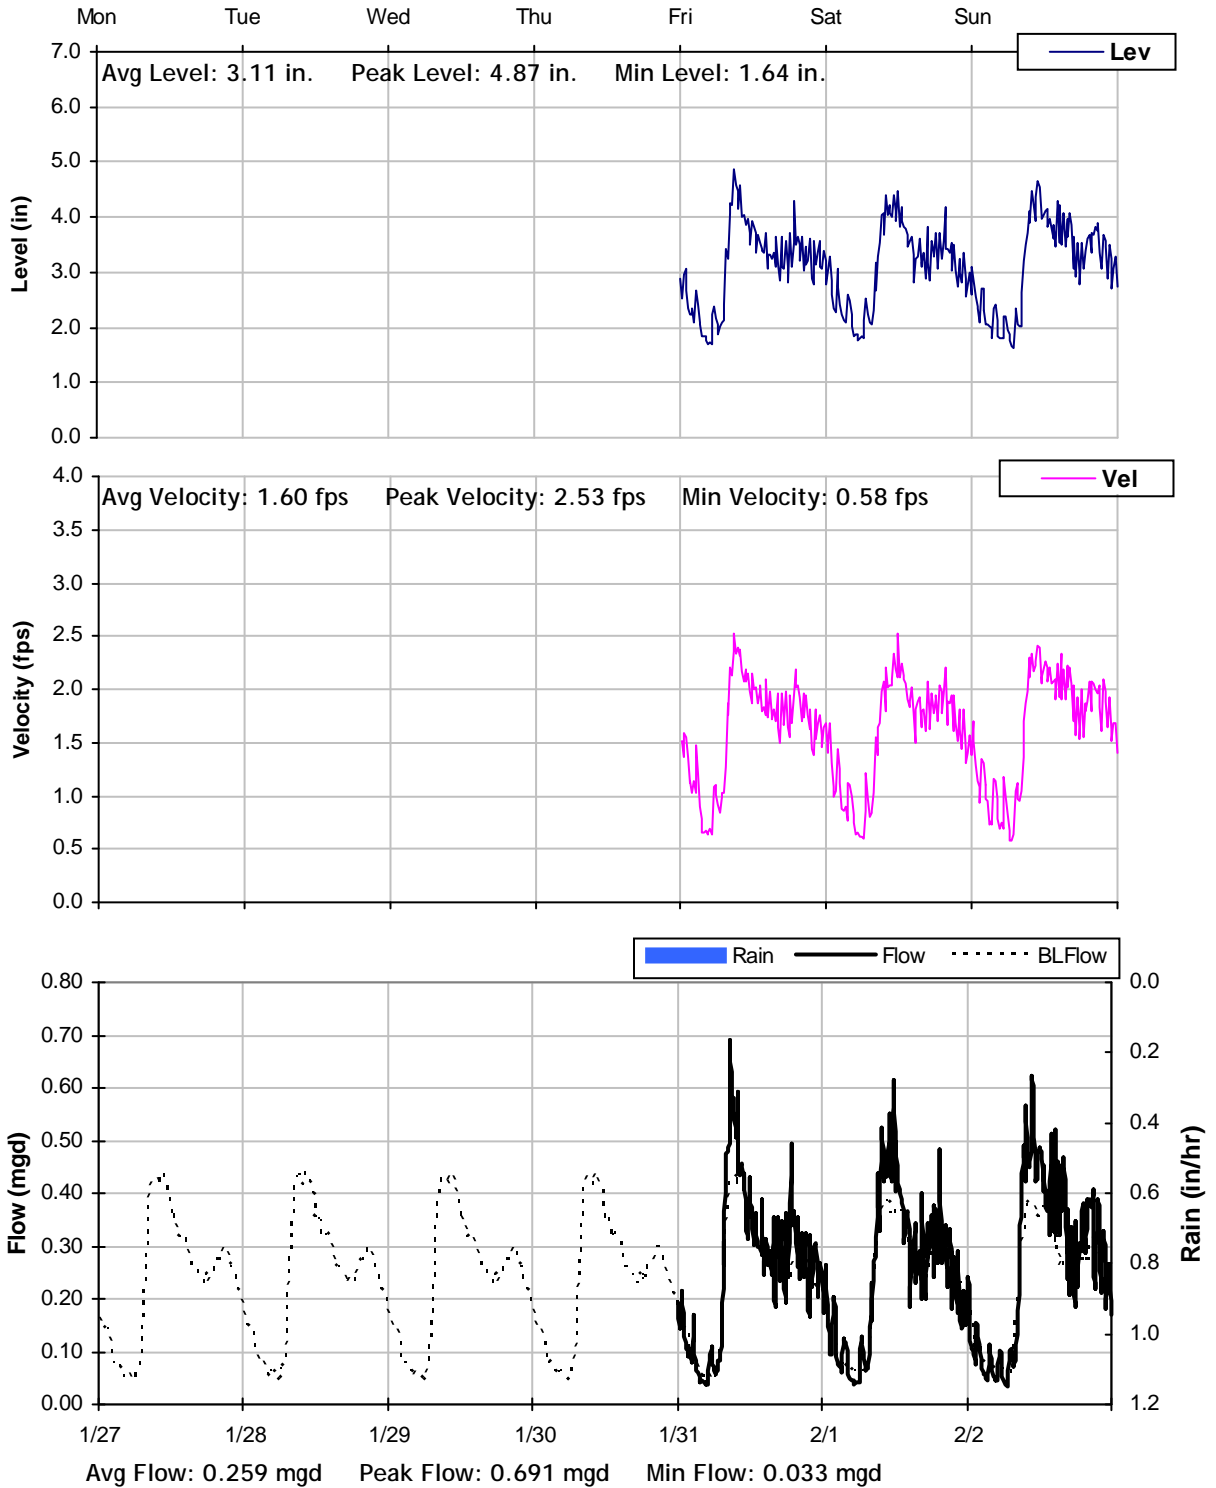 Mon Tue Wed Thu Fri Sat Sun
Lev
Avg Level: 3.11 in. Peak Level: 4.87 in. Min Level: 1.64 in.
7.0
6.0
5.0
4.0
3.0
2.0
1.0
0.0
Level (in)
Vel
Avg Velocity: 1.60 fps Peak Velocity: 2.53 fps Min Velocity: 0.58 fps
4.0
3.5
3.0
2.5
2.0
1.5
1.0
0.5
0.0
Velocity (fps)
Rain Flow BLFlow
0.80
0.70
0.60
0.50
0.40
0.30
0.20
0.10
0.00
Flow (mgd)
0.0
0.2
0.4
0.6
0.8
1.0
1.2
Rain (in/hr)
1/27 1/28 1/29 1/30 1/31 2/1 2/2
Avg Flow: 0.259 mgd Peak Flow: 0.691 mgd Min Flow: 0.033 mgd